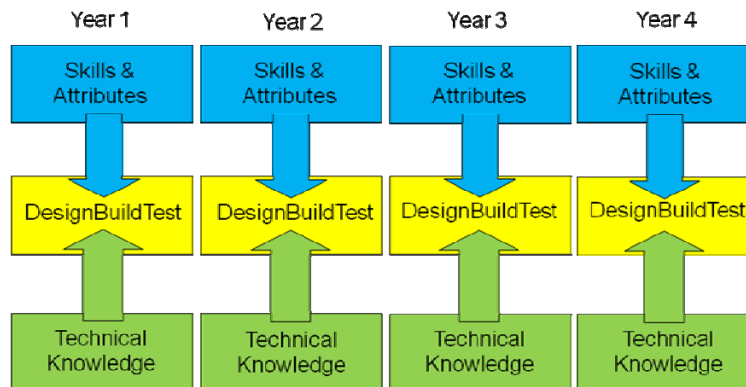 Year 1 Year 2 Year 3 Year 4
Skills & Attributes Skills & Attributes Skills & Attributes Skills & Attributes
DesignBuildTest DesignBuildTest DesignBuildTest DesignBuildTest
Technical Knowledge Technical Knowledge Technical Knowledge Technical Knowledge